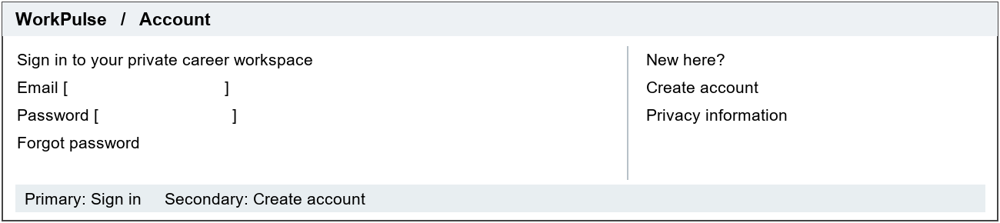 WorkPulse / Account
Sign in to your private career workspace
Email [ ]
Password [ ]
Forgot password
New here?
Create account
Privacy information
Primary: Sign in Secondary: Create account